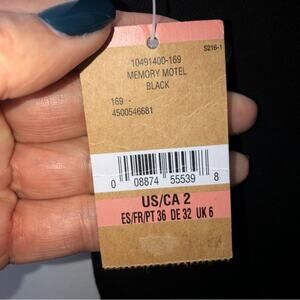 S216-1
10491400-169
MEMORY MOTEL
BLACK
169 -
4500546681
0 08874 55539 8
US/CA 2
ES/FR/PT 36 DE 32 UK 6